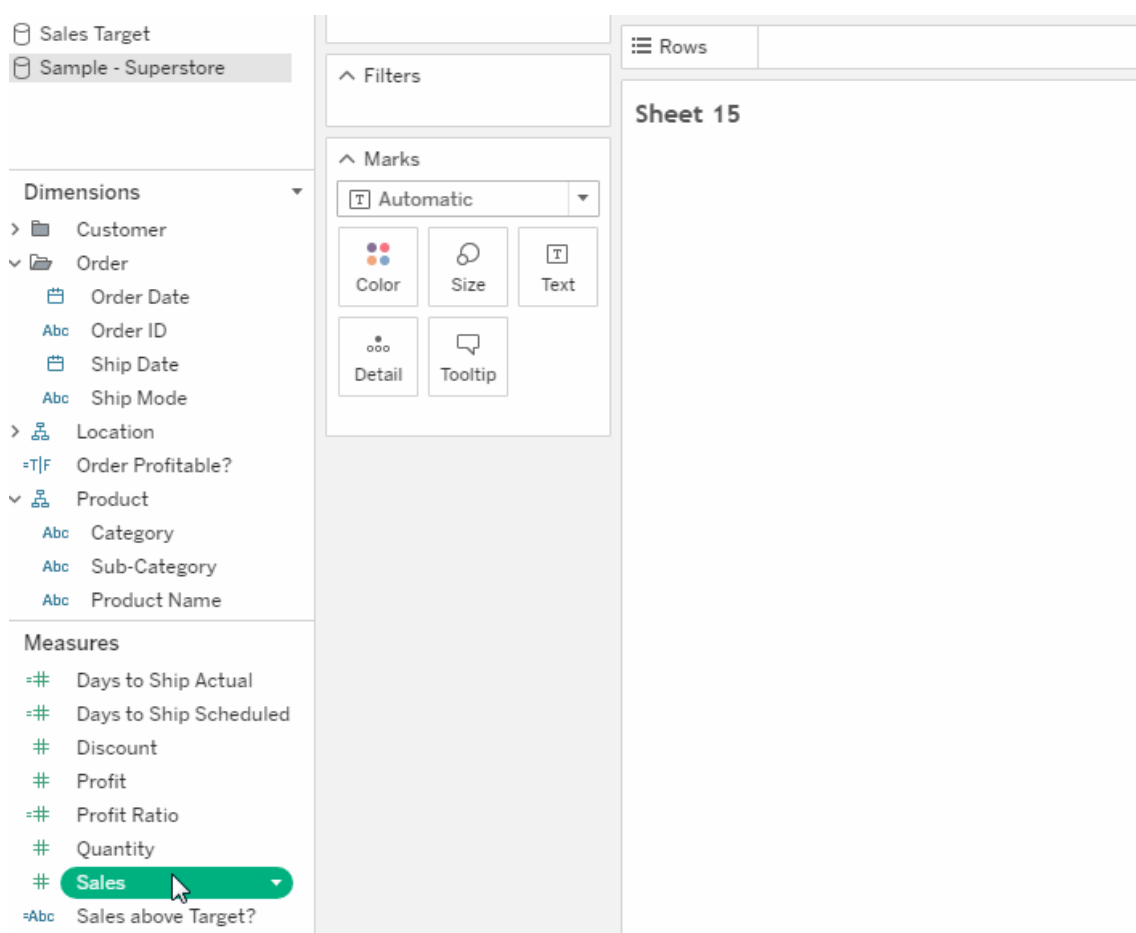 Sales Target
Sample - Superstore
Dimensions
Customer
Order
Order Date
Abc Order ID
Ship Date
Abc Ship Mode
Location
=T|F Order Profitable?
Product
Abc Category
Abc Sub-Category
Abc Product Name
Measures
=# Days to Ship Actual
=# Days to Ship Scheduled
# Discount
# Profit
=# Profit Ratio
# Quantity
# Sales
=Abc Sales above Target?
Filters
Marks
T Automatic
Color Size T Text
Detail Tooltip
Rows
Sheet 15